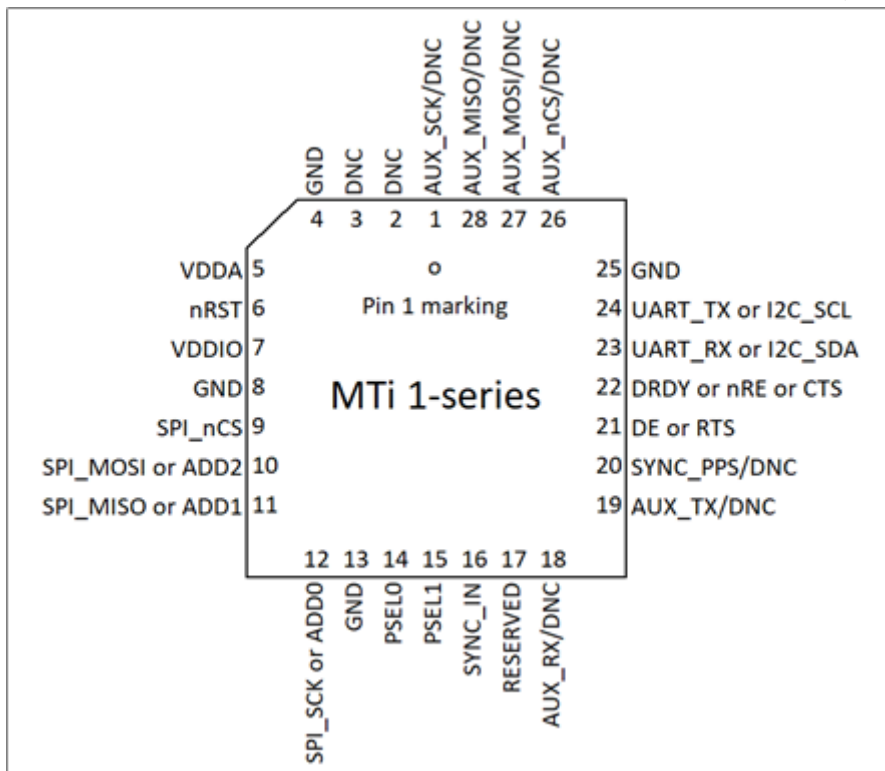 GND
DNC
DNC
AUX_SCK/DNC
AUX_MISO/DNC
AUX_MOSI/DNC
AUX_nCS/DNC
4 3 2 1 28 27 26
VDDA 5
nRST 6
VDDIO 7
GND 8
SPI_nCS 9
SPI_MOSI or ADD2 10
SPI_MISO or ADD1 11
Pin 1 marking
MTi 1-series
25 GND
24 UART_TX or I2C_SCL
23 UART_RX or I2C_SDA
22 DRDY or nRE or CTS
21 DE or RTS
20 SYNC_PPS/DNC
19 AUX_TX/DNC
12 13 14 15 16 17 18
SPI_SCK or ADD0
GND
PSEL0
PSEL1
SYNC_IN
RESERVED
AUX_RX/DNC